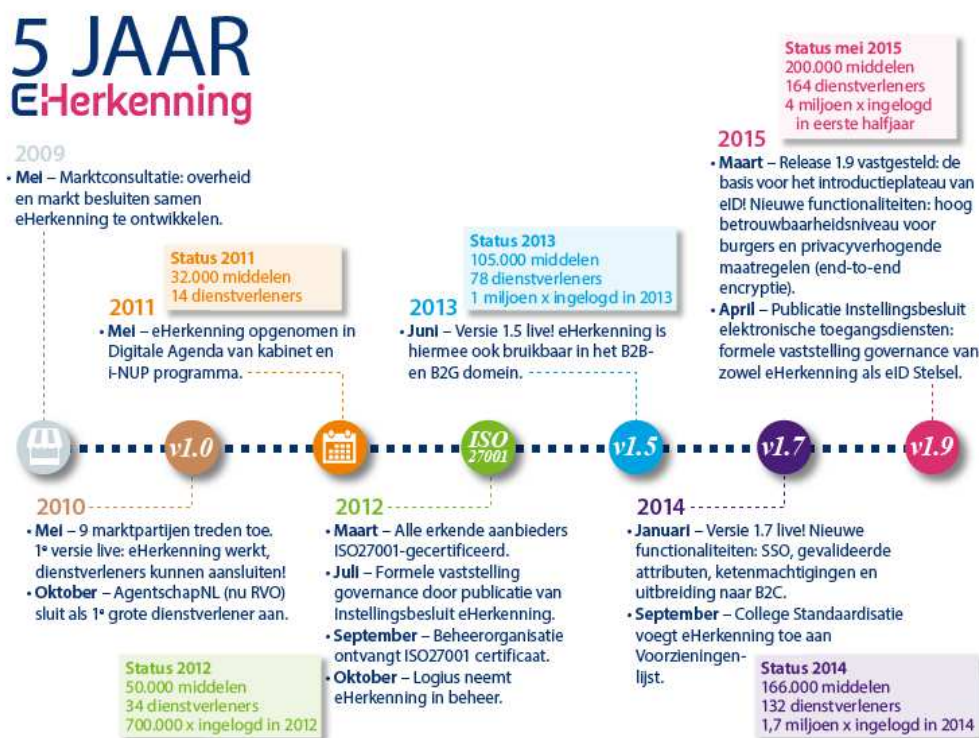 5 JAAR
eHerkenning
2009
• Mei – Marktconsultatie: overheid
en markt besluiten samen
eHerkenning te ontwikkelen.
Status 2011
32.000 middelen
14 dienstverleners
2011
• Mei – eHerkenning opgenomen in
Digitale Agenda van kabinet en
i-NUP programma.
Status 2013
105.000 middelen
78 dienstverleners
1 miljoen x ingelogd in 2013
2013
• Juni – Versie 1.5 live! eHerkenning is
hiermee ook bruikbaar in het B2B-
en B2G domein.
Status mei 2015
200.000 middelen
164 dienstverleners
4 miljoen x ingelogd
in eerste halfjaar
2015
• Maart – Release 1.9 vastgesteld: de
basis voor het introductieplateau van
eID! Nieuwe functionaliteiten: hoog
betrouwbaarheidsniveau voor
burgers en privacyverhogende
maatregelen (end-to-end
encryptie).
• April – Publicatie Instellingsbesluit
elektronische toegangsdiensten:
formele vaststelling governance van
zowel eHerkenning als eID Stelsel.
v1.0
ISO
27001
v1.5
v1.7
v1.9
2010
• Mei – 9 marktpartijen treden toe.
1e versie live: eHerkenning werkt,
dienstverleners kunnen aansluiten!
• Oktober – AgentschapNL (nu RVO)
sluit als 1e grote dienstverlener aan.
Status 2012
50.000 middelen
34 dienstverleners
700.000 x ingelogd in 2012
2012
• Maart – Alle erkende aanbieders
ISO27001-gecertificeerd.
• Juli – Formele vaststelling
governance door publicatie van
Instellingsbesluit eHerkenning.
• September – Beheerorganisatie
ontvangt ISO27001 certificaat.
• Oktober – Logius neemt
eHerkenning in beheer.
2014
• Januari – Versie 1.7 live! Nieuwe
functionaliteiten: SSO, gevalideerde
attributen, ketenmachtigingen en
uitbreiding naar B2C.
• September – College Standaardisatie
voegt eHerkenning toe aan
Voorzieningen-
lijst.
Status 2014
166.000 middelen
132 dienstverleners
1,7 miljoen x ingelogd in 2014